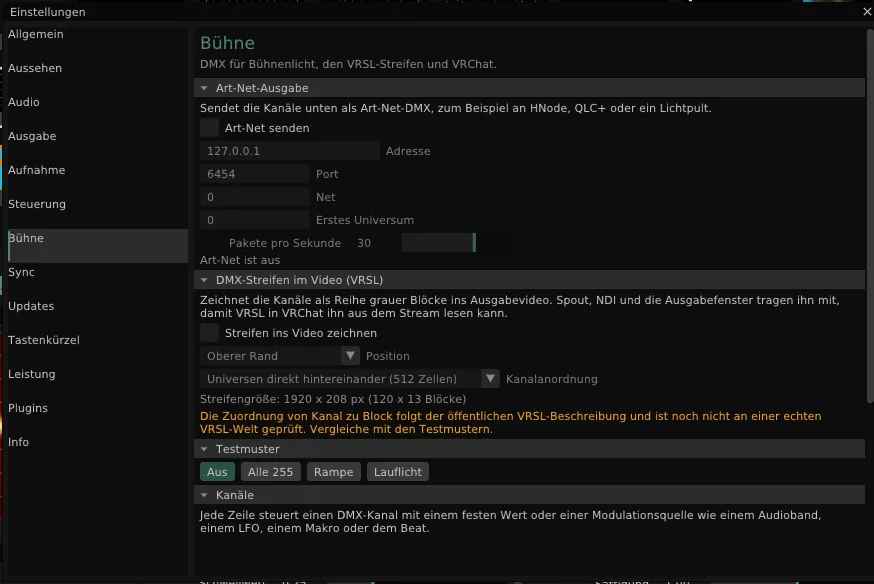 Einstellungen
Allgemein
Aussehen
Audio
Ausgabe
Aufnahme
Steuerung
Bühne
Sync
Updates
Tastenkürzel
Leistung
Plugins
Info
Bühne
DMX für Bühnenlicht, den VRSL-Streifen und VRChat.
Art-Net-Ausgabe
Sendet die Kanäle unten als Art-Net-DMX, zum Beispiel an HNode, QLC+ oder ein Lichtpult.
Art-Net senden
127.0.0.1 Adresse
6454 Port
0 Net
0 Erstes Universum
Pakete pro Sekunde 30
Art-Net ist aus
DMX-Streifen im Video (VRSL)
Zeichnet die Kanäle als Reihe grauer Blöcke ins Ausgabevideo. Spout, NDI und die Ausgabefenster tragen ihn mit,
damit VRSL in VRChat ihn aus dem Stream lesen kann.
Streifen ins Video zeichnen
Oberer Rand Position
Universen direkt hintereinander (512 Zellen) Kanalanordnung
Streifengröße: 1920 x 208 px (120 x 13 Blöcke)
Die Zuordnung von Kanal zu Block folgt der öffentlichen VRSL-Beschreibung und ist noch nicht an einer echten
VRSL-Welt geprüft. Vergleiche mit den Testmustern.
Testmuster
Aus Alle 255 Rampe Lauflicht
Kanäle
Jede Zeile steuert einen DMX-Kanal mit einem festen Wert oder einer Modulationsquelle wie einem Audioband,
einem LFO, einem Makro oder dem Beat.